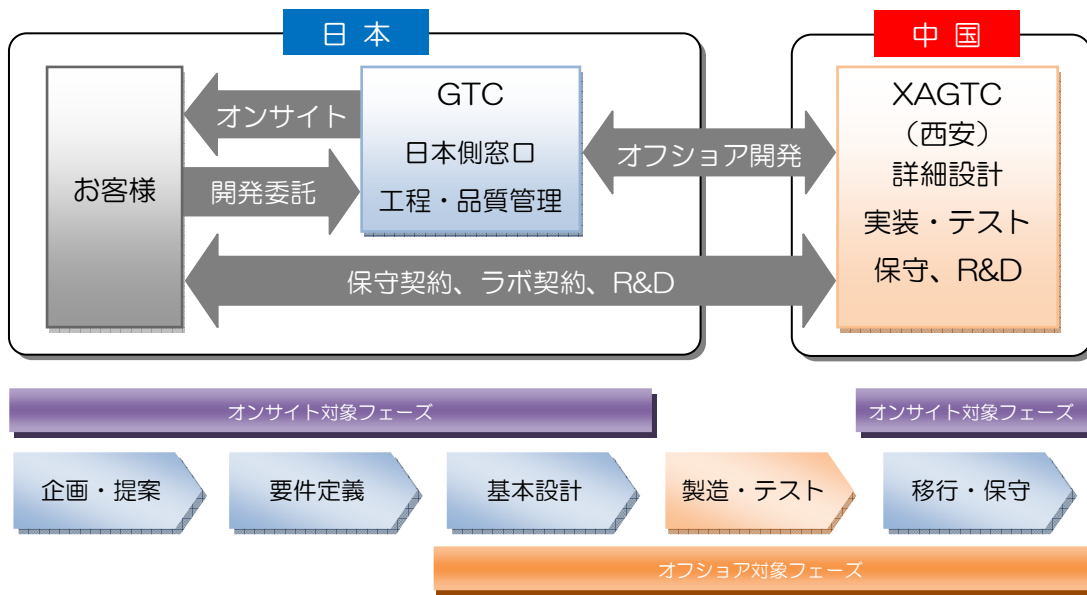 日 本
中 国
お客様
オンサイト
開発委託
GTC
日本側窓口
工程・品質管理
オフショア開発
保守契約、ラボ契約、R&D
XAGTC
（西安）
詳細設計
実装・テスト
保守、R&D
オンサイト対象フェーズ
オンサイト対象フェーズ
企画・提案
要件定義
基本設計
製造・テスト
移行・保守
オフショア対象フェーズ